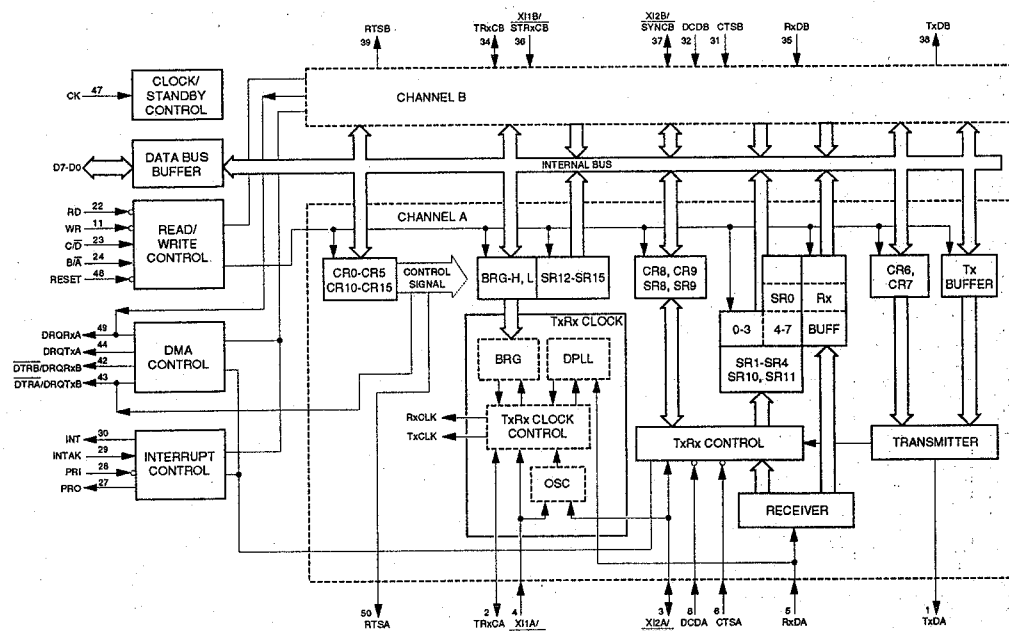 RTSB
39
TRxCB
34
XI1B/
STRxCB
36
XI2B/
SYNCB
37
DCDB
32
CTSB
31
RxDB
35
TxDB
38
CK 47
CLOCK/
STANDBY
CONTROL
CHANNEL B
D7-D0
DATA BUS
BUFFER
INTERNAL BUS
RD 22
WR 11
C/D 23
B/A 24
RESET 48
READ/
WRITE
CONTROL
CHANNEL A
CR0-CR5
CR10-CR15
CONTROL
SIGNAL
BRG-H, L
SR12-SR15
CR8, CR9
SR8, SR9
SR0
Rx
0-3
4-7
BUFF
SR1-SR4
SR10, SR11
CR6,
CR7
Tx
BUFFER
DRQRxA 49
DRQTxA 44
DTRB/DRQRxB 42
DTRA/DRQTxB 43
DMA
CONTROL
TxRx CLOCK
BRG
DPLL
RxCLK
TxCLK
TxRx CLOCK
CONTROL
OSC
TxRx CONTROL
TRANSMITTER
RECEIVER
INT 30
INTAK 29
PRI 28
PRO 27
INTERRUPT
CONTROL
50
RTSA
2
TRxCA
4
XI1A/
3
XI2A/
8
DCDA
6
CTSA
5
RxDA
1
TxDA